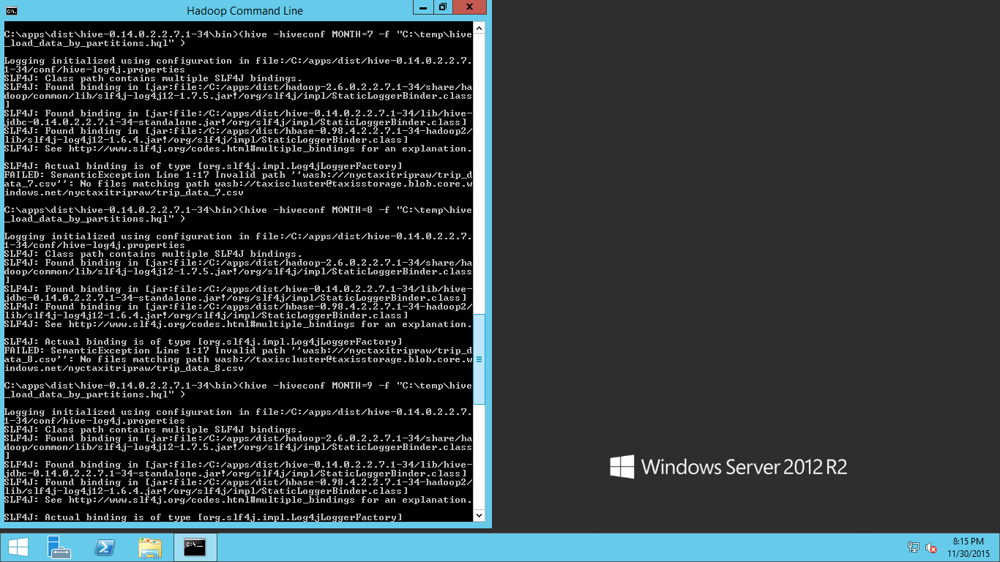 Hadoop Command Line
C:\apps\dist\hive-0.14.0.2.2.7.1-34\bin>(hive -hiveconf MONTH=7 -f "C:\temp\hive
_load_data_by_partitions.hql" )
Logging initialized using configuration in file:/C:/apps/dist/hive-0.14.0.2.2.7.
1-34/conf/hive-log4j.properties
SLF4J: Class path contains multiple SLF4J bindings.
SLF4J: Found binding in [jar:file:/C:/apps/dist/hadoop-2.6.0.2.2.7.1-34/share/ha
doop/common/lib/slf4j-log4j12-1.7.5.jar!/org/slf4j/impl/StaticLoggerBinder.class
]
SLF4J: Found binding in [jar:file:/C:/apps/dist/hive-0.14.0.2.2.7.1-34/lib/hive-
jdbc-0.14.0.2.2.7.1-34-standalone.jar!/org/slf4j/impl/StaticLoggerBinder.class]
SLF4J: Found binding in [jar:file:/C:/apps/dist/hbase-0.98.4.2.2.7.1-34-hadoop2/
lib/slf4j-log4j12-1.6.4.jar!/org/slf4j/impl/StaticLoggerBinder.class]
SLF4J: See http://www.slf4j.org/codes.html#multiple_bindings for an explanation.
SLF4J: Actual binding is of type [org.slf4j.impl.Log4jLoggerFactory]
FAILED: SemanticException Line 1:17 Invalid path ''wasb:///nyctaxitripraw/trip_d
ata_7.csv'': No files matching path wasb://taxiscluster@taxisstorage.blob.core.w
indows.net/nyctaxitripraw/trip_data_7.csv
C:\apps\dist\hive-0.14.0.2.2.7.1-34\bin>(hive -hiveconf MONTH=8 -f "C:\temp\hive
_load_data_by_partitions.hql" )
Logging initialized using configuration in file:/C:/apps/dist/hive-0.14.0.2.2.7.
1-34/conf/hive-log4j.properties
SLF4J: Class path contains multiple SLF4J bindings.
SLF4J: Found binding in [jar:file:/C:/apps/dist/hadoop-2.6.0.2.2.7.1-34/share/ha
doop/common/lib/slf4j-log4j12-1.7.5.jar!/org/slf4j/impl/StaticLoggerBinder.class
]
SLF4J: Found binding in [jar:file:/C:/apps/dist/hive-0.14.0.2.2.7.1-34/lib/hive-
jdbc-0.14.0.2.2.7.1-34-standalone.jar!/org/slf4j/impl/StaticLoggerBinder.class]
SLF4J: Found binding in [jar:file:/C:/apps/dist/hbase-0.98.4.2.2.7.1-34-hadoop2/
lib/slf4j-log4j12-1.6.4.jar!/org/slf4j/impl/StaticLoggerBinder.class]
SLF4J: See http://www.slf4j.org/codes.html#multiple_bindings for an explanation.
SLF4J: Actual binding is of type [org.slf4j.impl.Log4jLoggerFactory]
FAILED: SemanticException Line 1:17 Invalid path ''wasb:///nyctaxitripraw/trip_d
ata_8.csv'': No files matching path wasb://taxiscluster@taxisstorage.blob.core.w
indows.net/nyctaxitripraw/trip_data_8.csv
C:\apps\dist\hive-0.14.0.2.2.7.1-34\bin>(hive -hiveconf MONTH=9 -f "C:\temp\hive
_load_data_by_partitions.hql" )
Logging initialized using configuration in file:/C:/apps/dist/hive-0.14.0.2.2.7.
1-34/conf/hive-log4j.properties
SLF4J: Class path contains multiple SLF4J bindings.
SLF4J: Found binding in [jar:file:/C:/apps/dist/hadoop-2.6.0.2.2.7.1-34/share/ha
doop/common/lib/slf4j-log4j12-1.7.5.jar!/org/slf4j/impl/StaticLoggerBinder.class
]
SLF4J: Found binding in [jar:file:/C:/apps/dist/hive-0.14.0.2.2.7.1-34/lib/hive-
jdbc-0.14.0.2.2.7.1-34-standalone.jar!/org/slf4j/impl/StaticLoggerBinder.class]
SLF4J: Found binding in [jar:file:/C:/apps/dist/hbase-0.98.4.2.2.7.1-34-hadoop2/
lib/slf4j-log4j12-1.6.4.jar!/org/slf4j/impl/StaticLoggerBinder.class]
SLF4J: See http://www.slf4j.org/codes.html#multiple_bindings for an explanation.
SLF4J: Actual binding is of type [org.slf4j.impl.Log4jLoggerFactory]
Windows Server 2012 R2
8:15 PM
11/30/2015